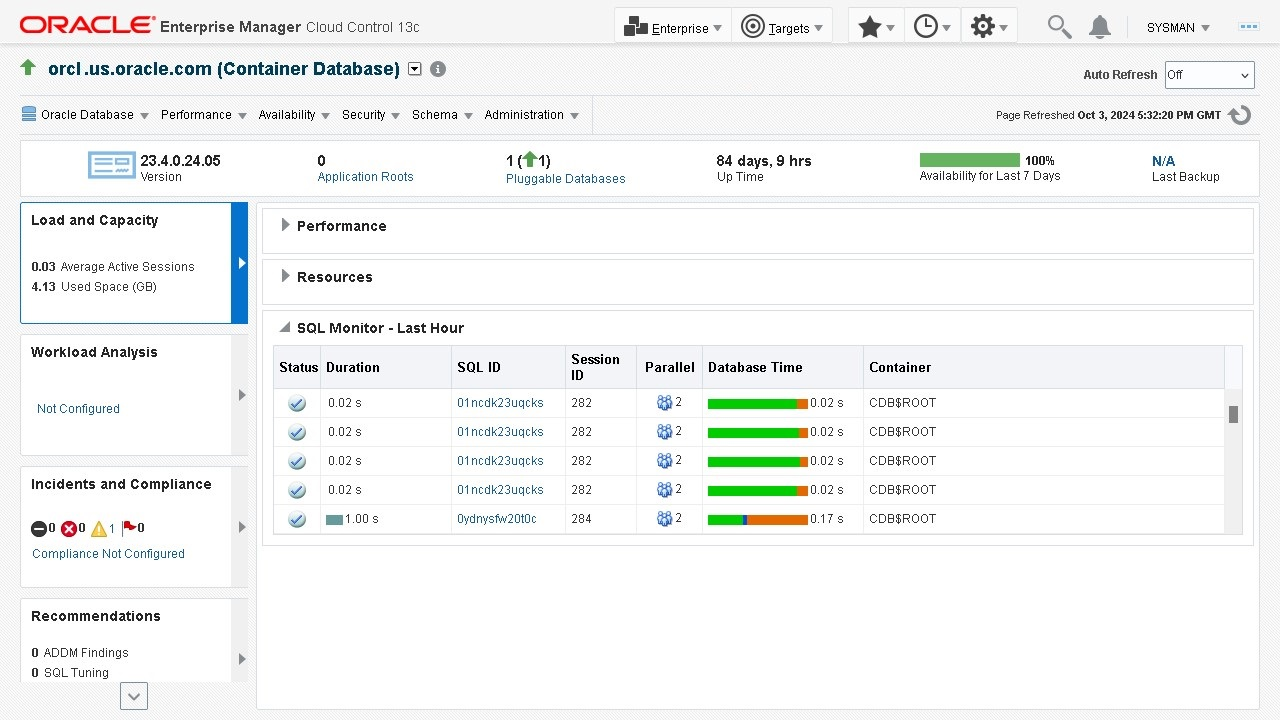 ORACLE Enterprise Manager Cloud Control 13c
Enterprise
Targets
SYSMAN
orcl.us.oracle.com (Container Database)
Auto Refresh Off
Oracle Database Performance Availability Security Schema Administration
Page Refreshed Oct 3, 2024 5:32:20 PM GMT
23.4.0.24.05
Version
0
Application Roots
1 (1)
Pluggable Databases
84 days, 9 hrs
Up Time
100%
Availability for Last 7 Days
N/A
Last Backup
Load and Capacity
0.03 Average Active Sessions
4.13 Used Space (GB)
Workload Analysis
Not Configured
Incidents and Compliance
0 0 1 0
Compliance Not Configured
Recommendations
0 ADDM Findings
0 SQL Tuning
Performance
Resources
SQL Monitor - Last Hour
Status Duration SQL ID Session ID Parallel Database Time Container
0.02 s 01ncdk23uqcks 282 2 0.02 s CDB$ROOT
0.02 s 01ncdk23uqcks 282 2 0.02 s CDB$ROOT
0.02 s 01ncdk23uqcks 282 2 0.02 s CDB$ROOT
0.02 s 01ncdk23uqcks 282 2 0.02 s CDB$ROOT
1.00 s 0ydnysfw20t0c 284 2 0.17 s CDB$ROOT